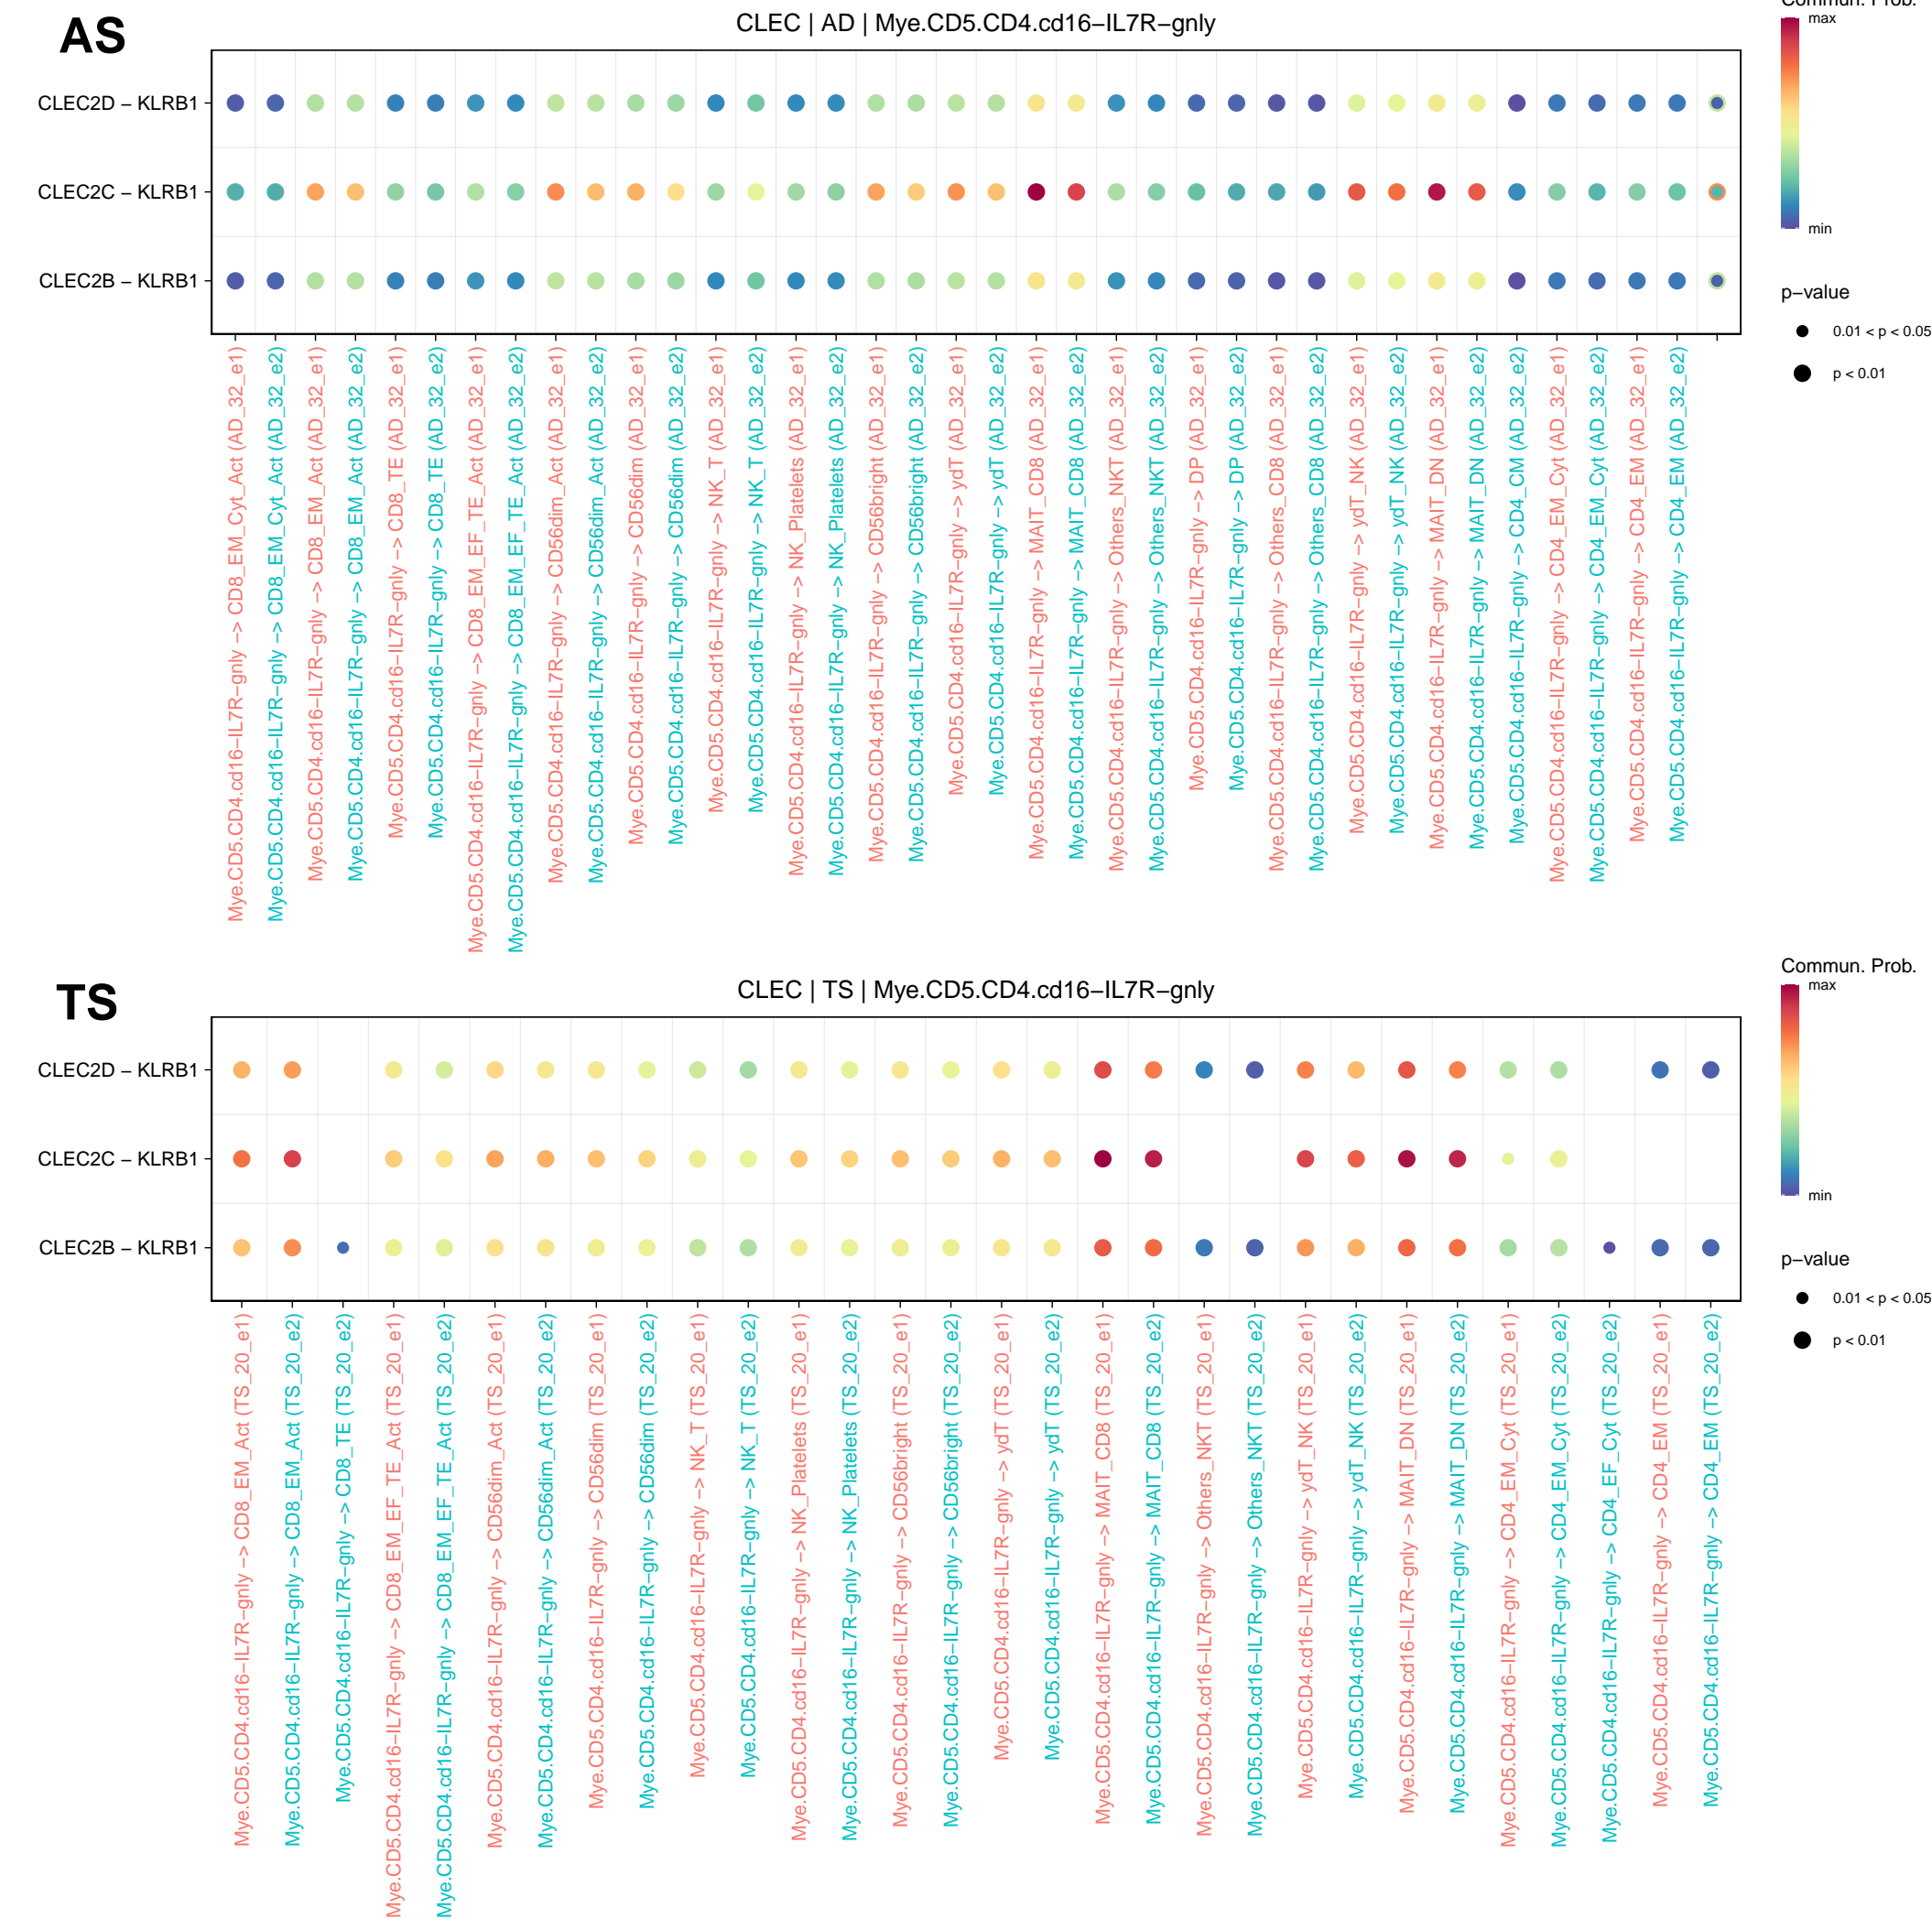 AS
CLEC | AD | Mye.CD5.CD4.cd16−IL7R−gnly
Commun. Prob.
max
min
CLEC2D − KLRB1
CLEC2C − KLRB1
CLEC2B − KLRB1
p−value
0.01 < p < 0.05
p < 0.01
Mye.CD5.CD4.cd16−IL7R−gnly −> CD8_EM_Cyt_Act (AD_32_e1)
Mye.CD5.CD4.cd16−IL7R−gnly −> CD8_EM_Cyt_Act (AD_32_e2)
Mye.CD5.CD4.cd16−IL7R−gnly −> CD8_EM_Act (AD_32_e1)
Mye.CD5.CD4.cd16−IL7R−gnly −> CD8_EM_Act (AD_32_e2)
Mye.CD5.CD4.cd16−IL7R−gnly −> CD8_TE (AD_32_e1)
Mye.CD5.CD4.cd16−IL7R−gnly −> CD8_TE (AD_32_e2)
Mye.CD5.CD4.cd16−IL7R−gnly −> CD8_EM_EF_TE_Act (AD_32_e1)
Mye.CD5.CD4.cd16−IL7R−gnly −> CD8_EM_EF_TE_Act (AD_32_e2)
Mye.CD5.CD4.cd16−IL7R−gnly −> CD56dim_Act (AD_32_e1)
Mye.CD5.CD4.cd16−IL7R−gnly −> CD56dim_Act (AD_32_e2)
Mye.CD5.CD4.cd16−IL7R−gnly −> CD56dim (AD_32_e1)
Mye.CD5.CD4.cd16−IL7R−gnly −> CD56dim (AD_32_e2)
Mye.CD5.CD4.cd16−IL7R−gnly −> NK_T (AD_32_e1)
Mye.CD5.CD4.cd16−IL7R−gnly −> NK_T (AD_32_e2)
Mye.CD5.CD4.cd16−IL7R−gnly −> NK_Platelets (AD_32_e1)
Mye.CD5.CD4.cd16−IL7R−gnly −> NK_Platelets (AD_32_e2)
Mye.CD5.CD4.cd16−IL7R−gnly −> CD56bright (AD_32_e1)
Mye.CD5.CD4.cd16−IL7R−gnly −> CD56bright (AD_32_e2)
Mye.CD5.CD4.cd16−IL7R−gnly −> ydT (AD_32_e1)
Mye.CD5.CD4.cd16−IL7R−gnly −> ydT (AD_32_e2)
Mye.CD5.CD4.cd16−IL7R−gnly −> MAIT_CD8 (AD_32_e1)
Mye.CD5.CD4.cd16−IL7R−gnly −> MAIT_CD8 (AD_32_e2)
Mye.CD5.CD4.cd16−IL7R−gnly −> Others_NKT (AD_32_e1)
Mye.CD5.CD4.cd16−IL7R−gnly −> Others_NKT (AD_32_e2)
Mye.CD5.CD4.cd16−IL7R−gnly −> DP (AD_32_e1)
Mye.CD5.CD4.cd16−IL7R−gnly −> DP (AD_32_e2)
Mye.CD5.CD4.cd16−IL7R−gnly −> Others_CD8 (AD_32_e1)
Mye.CD5.CD4.cd16−IL7R−gnly −> Others_CD8 (AD_32_e2)
Mye.CD5.CD4.cd16−IL7R−gnly −> ydT_NK (AD_32_e1)
Mye.CD5.CD4.cd16−IL7R−gnly −> ydT_NK (AD_32_e2)
Mye.CD5.CD4.cd16−IL7R−gnly −> MAIT_DN (AD_32_e1)
Mye.CD5.CD4.cd16−IL7R−gnly −> MAIT_DN (AD_32_e2)
Mye.CD5.CD4.cd16−IL7R−gnly −> CD4_CM (AD_32_e2)
Mye.CD5.CD4.cd16−IL7R−gnly −> CD4_EM_Cyt (AD_32_e1)
Mye.CD5.CD4.cd16−IL7R−gnly −> CD4_EM_Cyt (AD_32_e2)
Mye.CD5.CD4.cd16−IL7R−gnly −> CD4_EM (AD_32_e1)
Mye.CD5.CD4.cd16−IL7R−gnly −> CD4_EM (AD_32_e2)
TS
CLEC | TS | Mye.CD5.CD4.cd16−IL7R−gnly
Commun. Prob.
max
min
CLEC2D − KLRB1
CLEC2C − KLRB1
CLEC2B − KLRB1
p−value
0.01 < p < 0.05
p < 0.01
Mye.CD5.CD4.cd16−IL7R−gnly −> CD8_EM_Act (TS_20_e1)
Mye.CD5.CD4.cd16−IL7R−gnly −> CD8_EM_Act (TS_20_e2)
Mye.CD5.CD4.cd16−IL7R−gnly −> CD8_TE (TS_20_e2)
Mye.CD5.CD4.cd16−IL7R−gnly −> CD8_EM_EF_TE_Act (TS_20_e1)
Mye.CD5.CD4.cd16−IL7R−gnly −> CD8_EM_EF_TE_Act (TS_20_e2)
Mye.CD5.CD4.cd16−IL7R−gnly −> CD56dim_Act (TS_20_e1)
Mye.CD5.CD4.cd16−IL7R−gnly −> CD56dim_Act (TS_20_e2)
Mye.CD5.CD4.cd16−IL7R−gnly −> CD56dim (TS_20_e1)
Mye.CD5.CD4.cd16−IL7R−gnly −> CD56dim (TS_20_e2)
Mye.CD5.CD4.cd16−IL7R−gnly −> NK_T (TS_20_e1)
Mye.CD5.CD4.cd16−IL7R−gnly −> NK_T (TS_20_e2)
Mye.CD5.CD4.cd16−IL7R−gnly −> NK_Platelets (TS_20_e1)
Mye.CD5.CD4.cd16−IL7R−gnly −> NK_Platelets (TS_20_e2)
Mye.CD5.CD4.cd16−IL7R−gnly −> CD56bright (TS_20_e1)
Mye.CD5.CD4.cd16−IL7R−gnly −> CD56bright (TS_20_e2)
Mye.CD5.CD4.cd16−IL7R−gnly −> ydT (TS_20_e1)
Mye.CD5.CD4.cd16−IL7R−gnly −> ydT (TS_20_e2)
Mye.CD5.CD4.cd16−IL7R−gnly −> MAIT_CD8 (TS_20_e1)
Mye.CD5.CD4.cd16−IL7R−gnly −> MAIT_CD8 (TS_20_e2)
Mye.CD5.CD4.cd16−IL7R−gnly −> Others_NKT (TS_20_e1)
Mye.CD5.CD4.cd16−IL7R−gnly −> Others_NKT (TS_20_e2)
Mye.CD5.CD4.cd16−IL7R−gnly −> ydT_NK (TS_20_e1)
Mye.CD5.CD4.cd16−IL7R−gnly −> ydT_NK (TS_20_e2)
Mye.CD5.CD4.cd16−IL7R−gnly −> MAIT_DN (TS_20_e1)
Mye.CD5.CD4.cd16−IL7R−gnly −> MAIT_DN (TS_20_e2)
Mye.CD5.CD4.cd16−IL7R−gnly −> CD4_EM_Cyt (TS_20_e1)
Mye.CD5.CD4.cd16−IL7R−gnly −> CD4_EM_Cyt (TS_20_e2)
Mye.CD5.CD4.cd16−IL7R−gnly −> CD4_EF_Cyt (TS_20_e2)
Mye.CD5.CD4.cd16−IL7R−gnly −> CD4_EM (TS_20_e1)
Mye.CD5.CD4.cd16−IL7R−gnly −> CD4_EM (TS_20_e2)